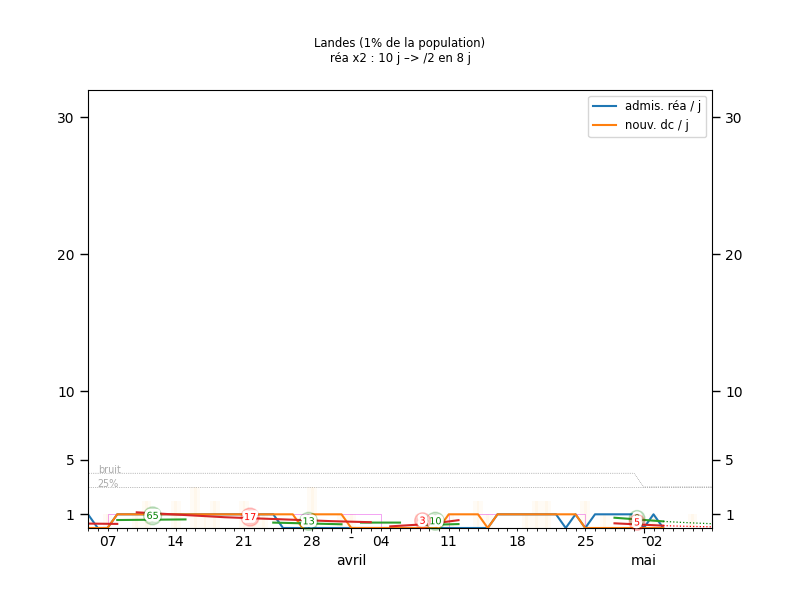 Landes (1% de la population)
réa x2 : 10 j –> /2 en 8 j
admis. réa / j
nouv. dc / j
30 30
20 20
10 10
5 5
bruit
25%
1 1
65 17 13 3 10 5
07 14 21 28 - 04 11 18 25 - 02
avril mai